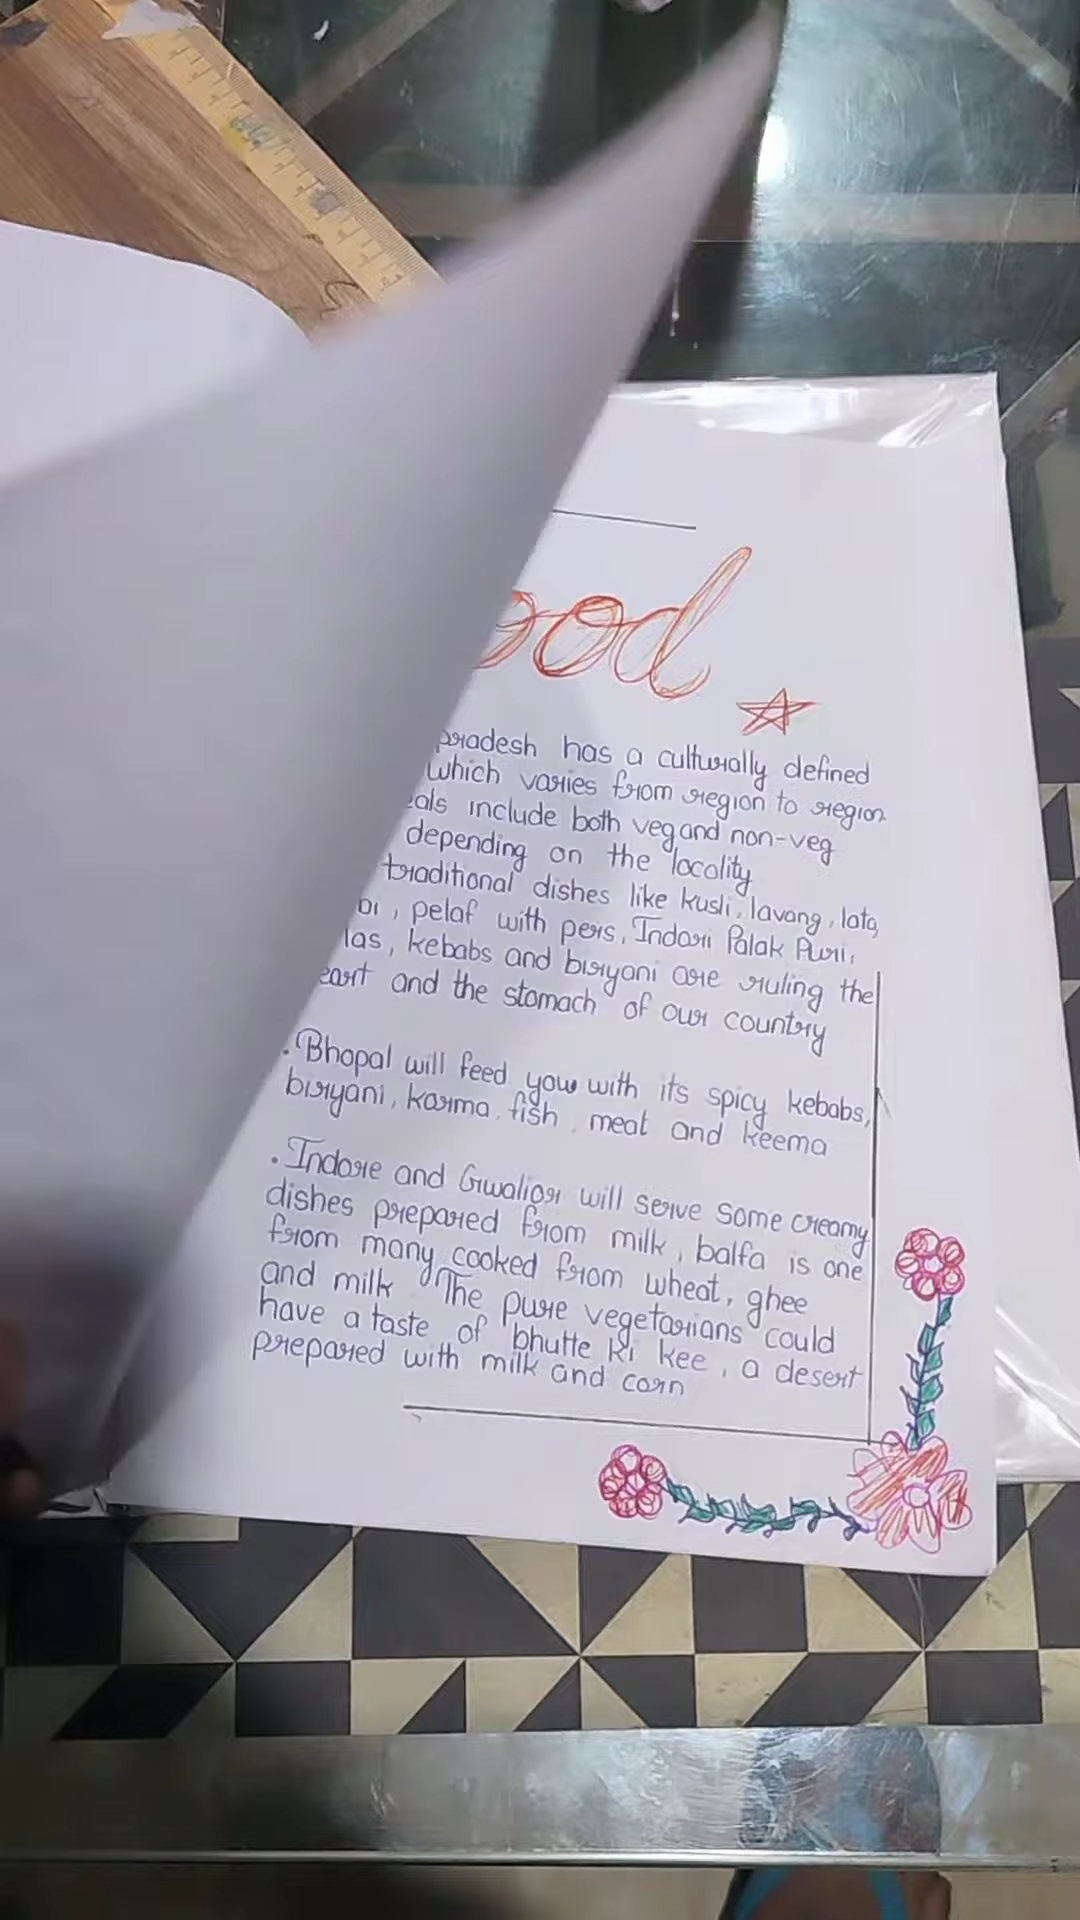 ood
pradesh has a culturally defined
which varies from region to region
eals include both veg and non-veg
depending on the locality
traditional dishes like kusli, lavang, lata,
bi, pelaf with pers, Indori Palak Puri,
las, kebabs and biryani are ruling the
eart and the stomach of our country
. Bhopal will feed you with its spicy kebabs,
biryani, karma, fish, meat and keema
. Indore and Gwalior will serve some creamy
dishes prepared from milk, balfa is one
from many cooked from wheat, ghee
and milk The pure vegetarians could
have a taste of bhutte ki kee, a desert
prepared with milk and corn